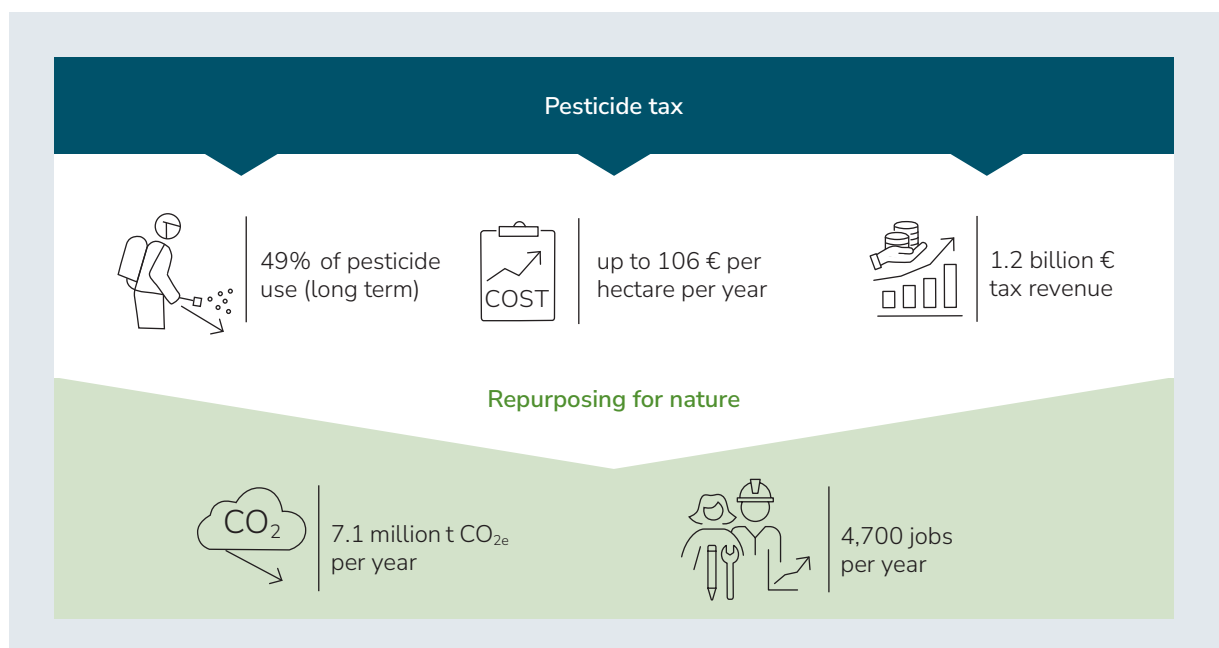 Pesticide tax
49% of pesticide
use (long term)
COST
up to 106 € per
hectare per year
1.2 billion €
tax revenue
Repurposing for nature
CO₂
7.1 million t CO₂ₑ
per year
4,700 jobs
per year